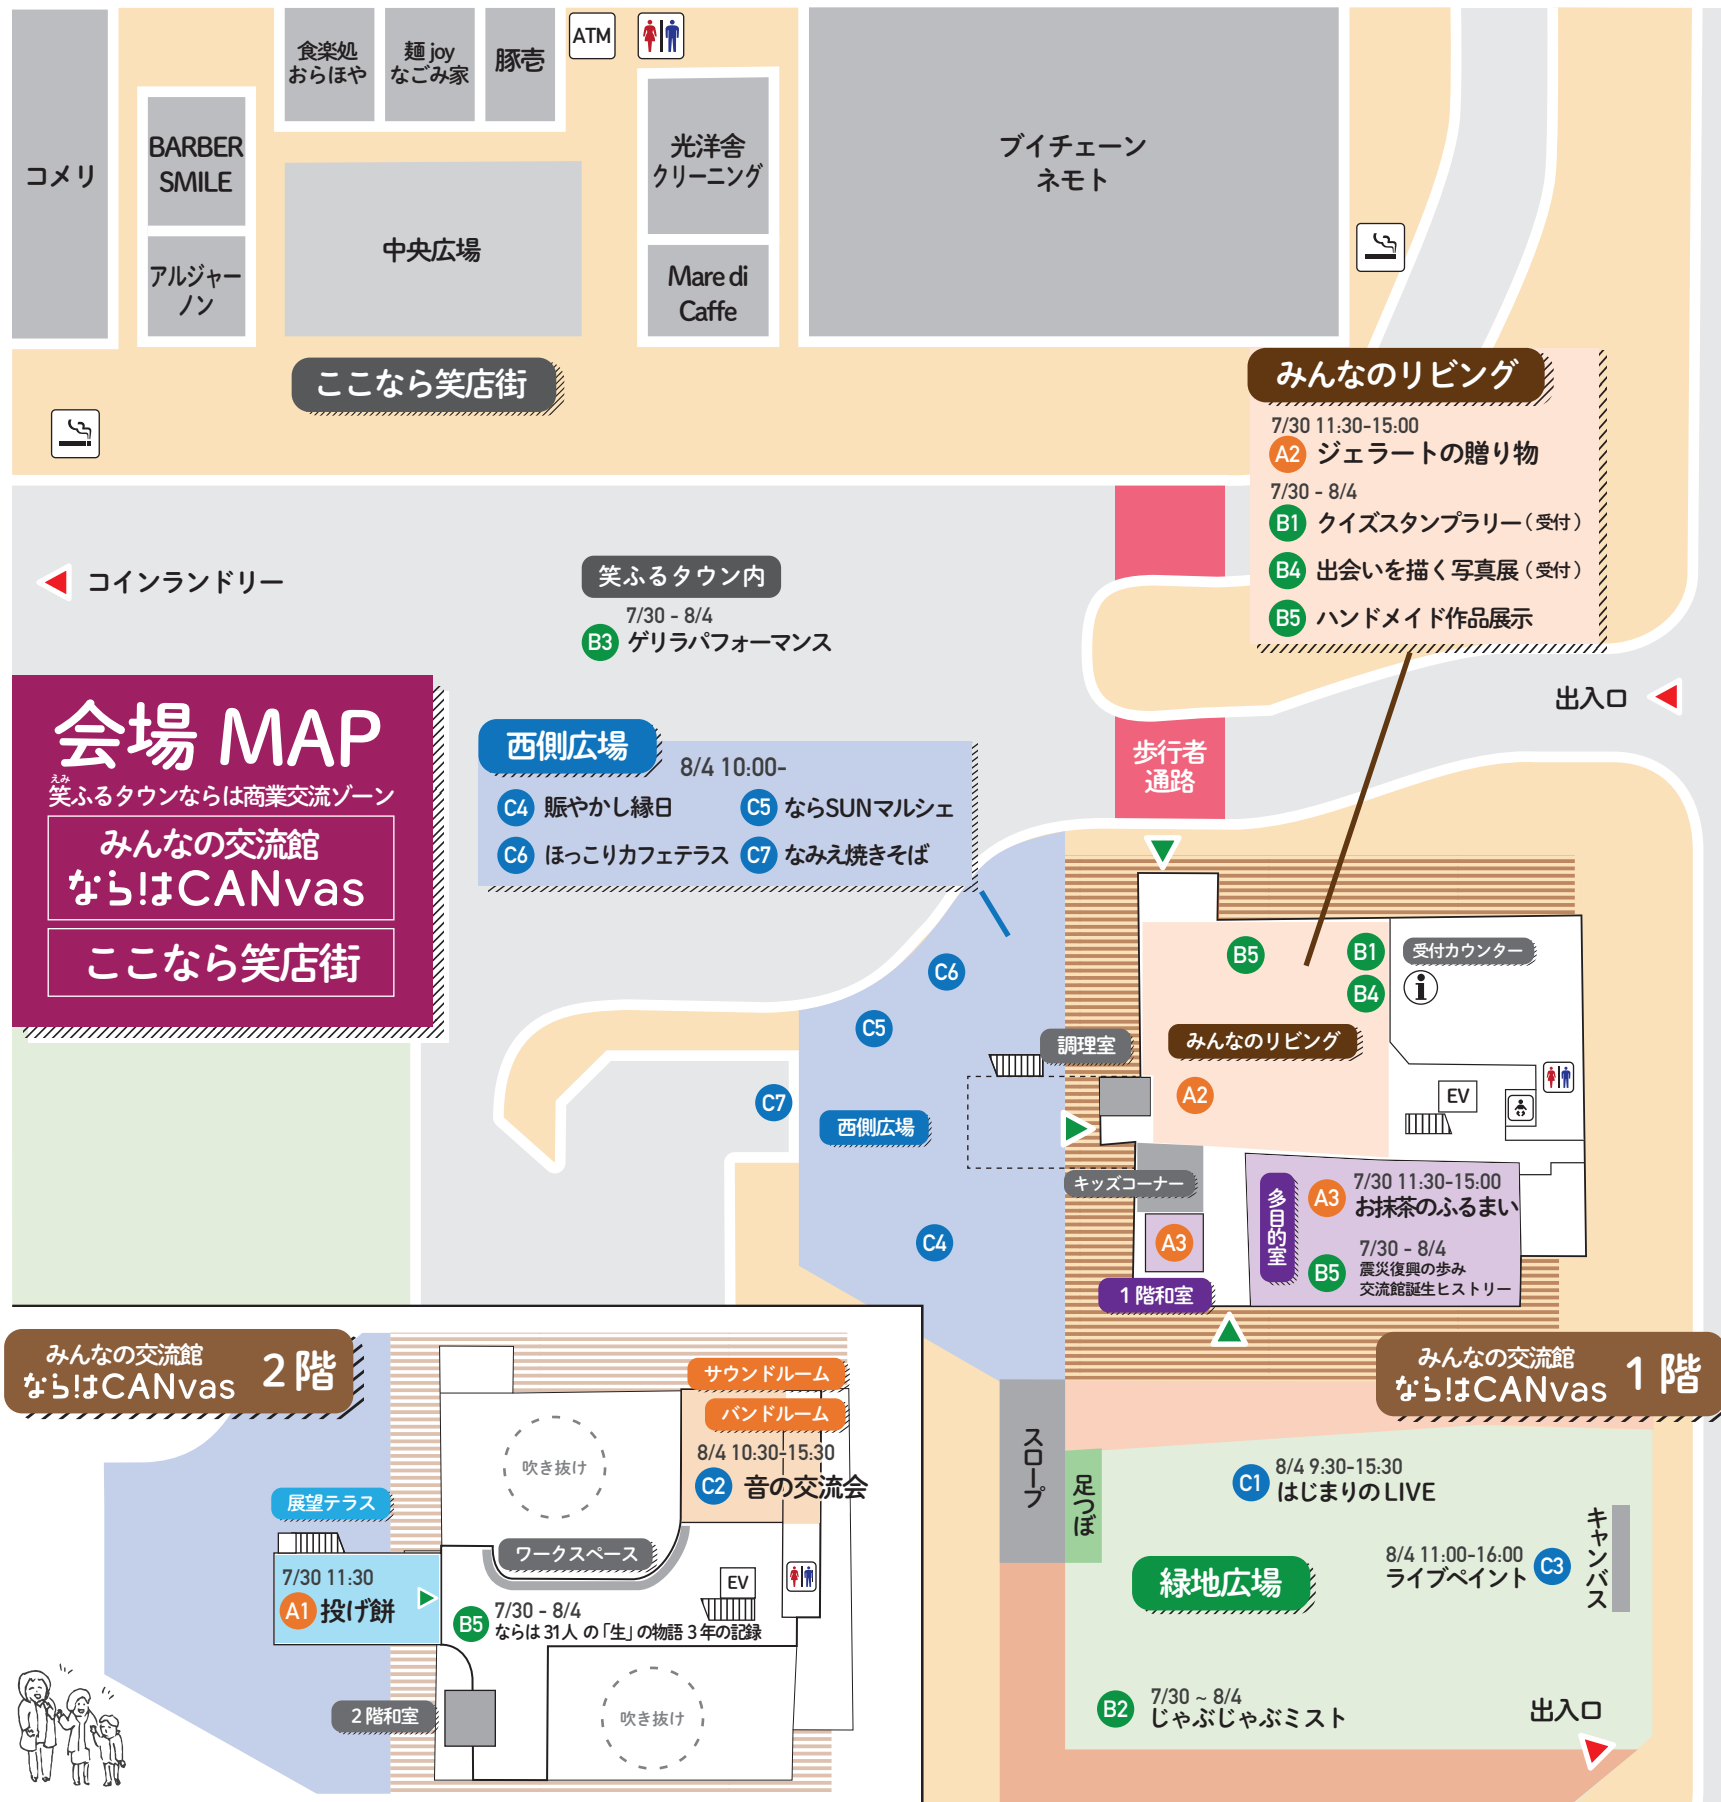 コメリ
BARBER
SMILE
アルジャー
ノン
食楽処
おらほや
麺 joy
なごみ家
豚壱
ATM
中央広場
光洋舎
クリーニング
Mare di
Caffe
ブイチェーン
ネモト
ここなら笑店街
みんなのリビング
7/30 11:30-15:00
A2 ジェラートの贈り物
7/30 - 8/4
B1 クイズスタンプラリー（受付）
B4 出会いを描く写真展（受付）
B5 ハンドメイド作品展示
コインランドリー
笑ふるタウン内
7/30 - 8/4
B3 ゲリラパフォーマンス
出入口
会場 MAP
えみ
笑ふるタウンならは商業交流ゾーン
みんなの交流館
なら!はCANvas
ここなら笑店街
西側広場
8/4 10:00-
C4 賑やかし縁日
C5 ならSUNマルシェ
C6 ほっこりカフェテラス
C7 なみえ焼きそば
歩行者
通路
C6
C5
C7
C4
西側広場
調理室
B5
B1
B4
受付カウンター
i
みんなのリビング
A2
EV
キッズコーナー
A3
1階和室
多目的室
A3
7/30 11:30-15:00
お抹茶のふるまい
B5
7/30 - 8/4
震災復興の歩み
交流館誕生ヒストリー
みんなの交流館
なら!はCANvas 1階
スロープ
足つぼ
C1
8/4 9:30-15:30
はじまりの LIVE
8/4 11:00-16:00
ライブペイント
C3
キャンバス
緑地広場
B2
7/30 ~ 8/4
じゃぶじゃぶミスト
出入口
みんなの交流館
なら!はCANvas 2階
サウンドルーム
バンドルーム
8/4 10:30-15:30
C2 音の交流会
吹き抜け
展望テラス
7/30 11:30
A1 投げ餅
ワークスペース
EV
B5
7/30 - 8/4
ならは 31人 の「生」の物語 3 年の記録
2階和室
吹き抜け